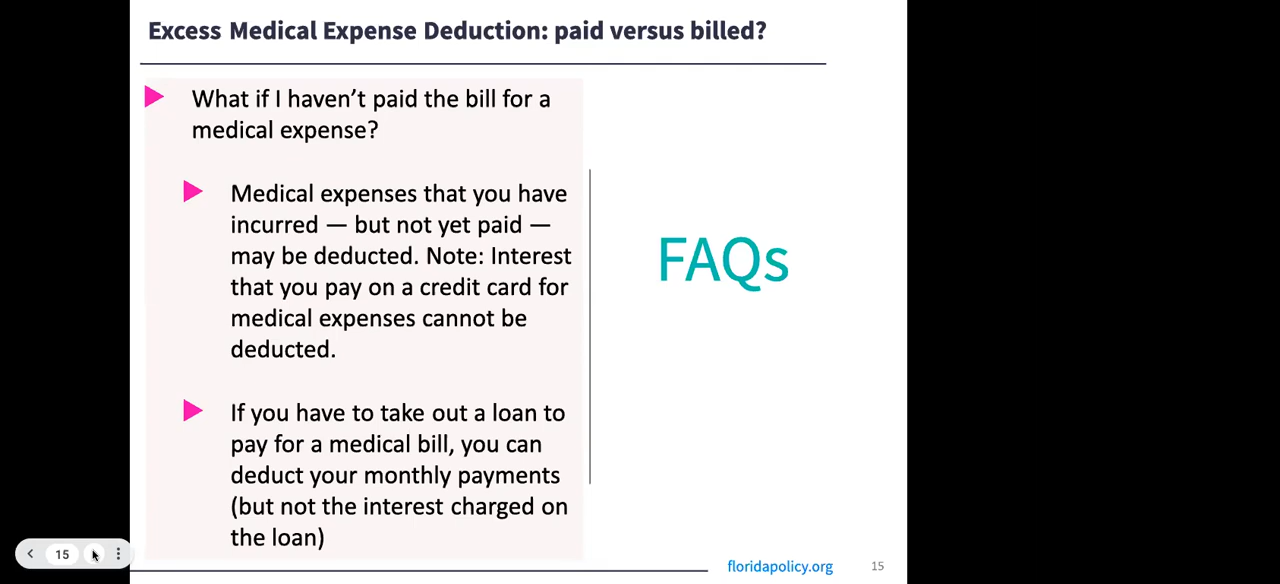 Excess Medical Expense Deduction: paid versus billed?
What if I haven’t paid the bill for a
medical expense?
Medical expenses that you have
incurred — but not yet paid —
may be deducted. Note: Interest
that you pay on a credit card for
medical expenses cannot be
deducted.
If you have to take out a loan to
pay for a medical bill, you can
deduct your monthly payments
(but not the interest charged on
the loan)
FAQs
15
floridapolicy.org
15